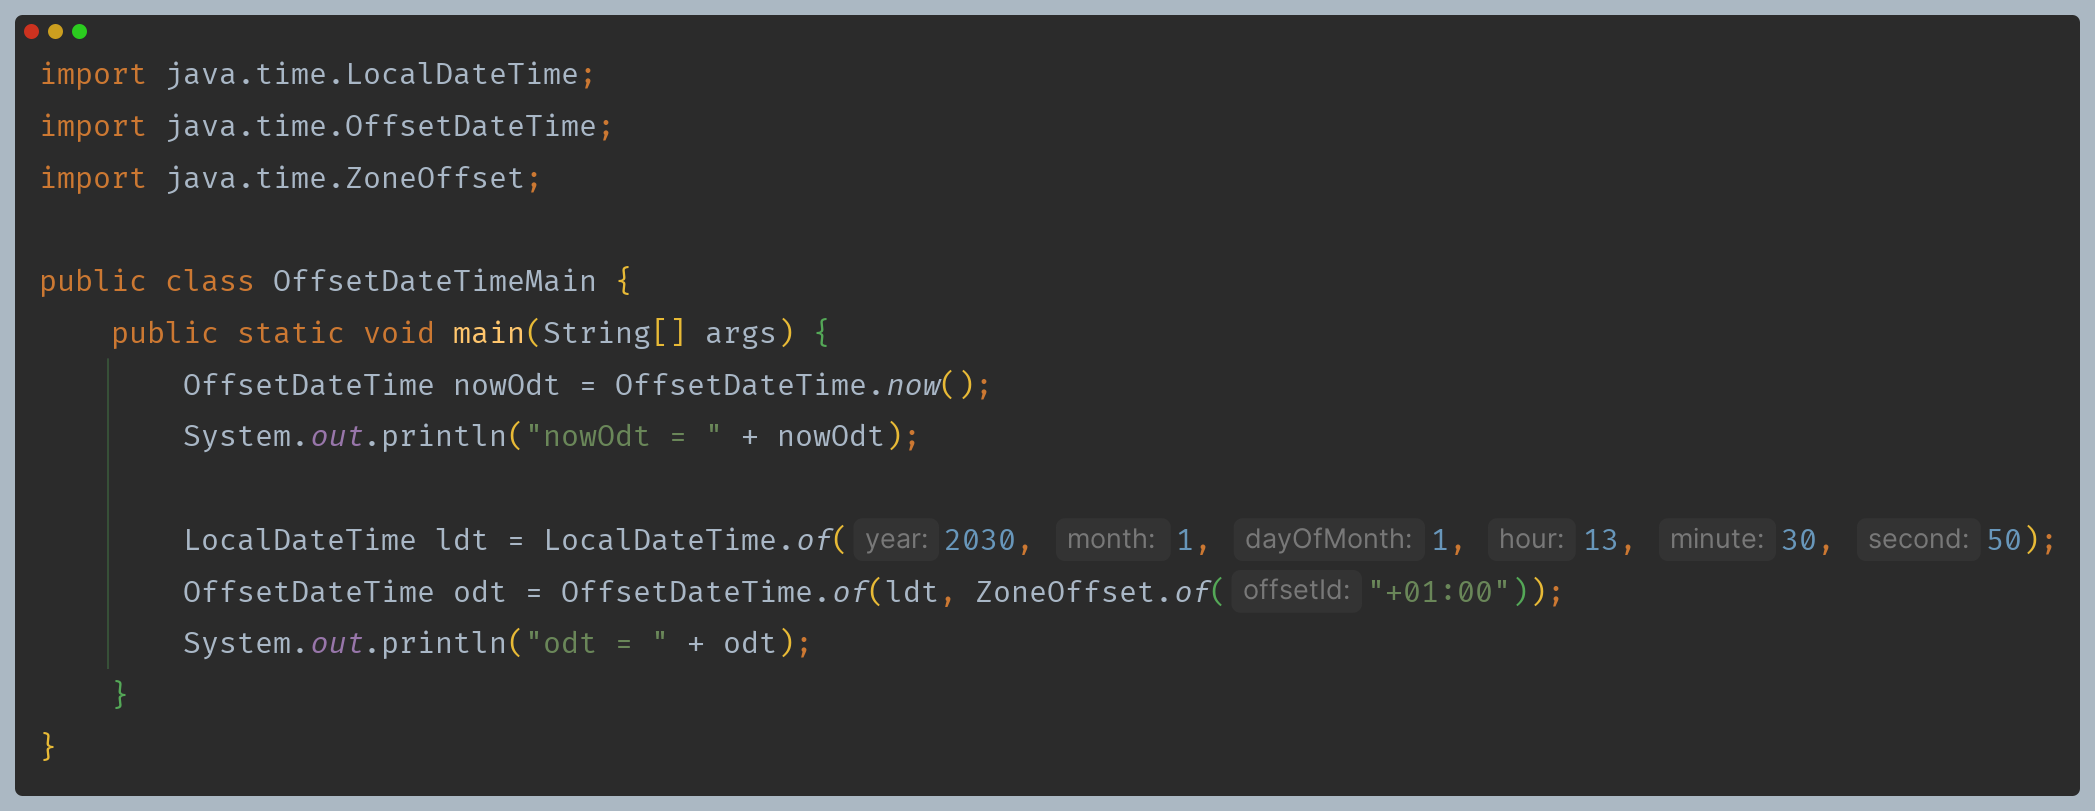 import java.time.LocalDateTime;
import java.time.OffsetDateTime;
import java.time.ZoneOffset;
public class OffsetDateTimeMain {
public static void main(String[] args) {
OffsetDateTime nowOdt = OffsetDateTime.now();
System.out.println("nowOdt = " + nowOdt);
LocalDateTime ldt = LocalDateTime.of( year: 2030, month: 1, dayOfMonth: 1, hour: 13, minute: 30, second: 50);
OffsetDateTime odt = OffsetDateTime.of(ldt, ZoneOffset.of( offsetId: "+01:00"));
System.out.println("odt = " + odt);
}
}